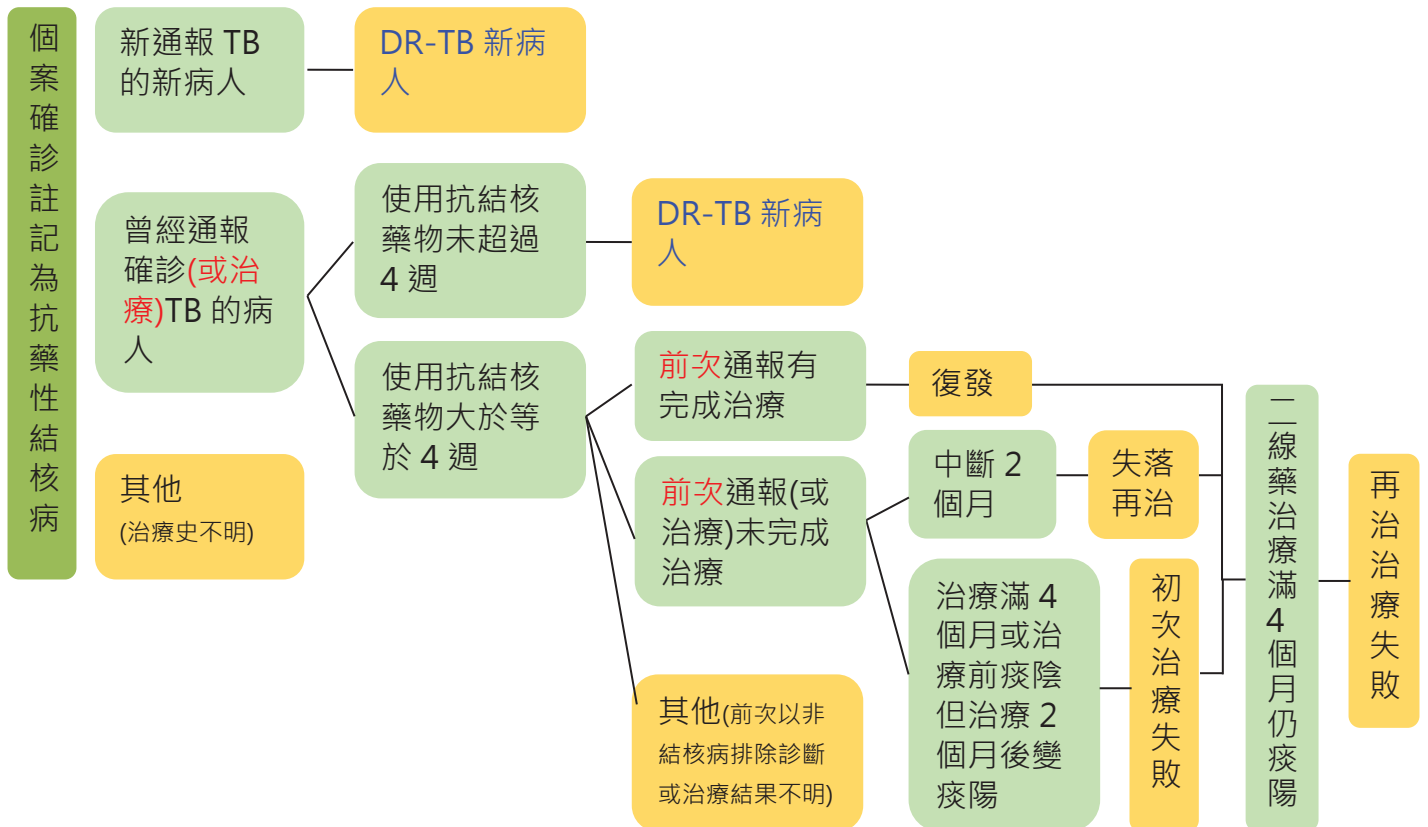 個案確診註記為抗藥性結核病
新通報 TB
的新病人
DR-TB 新病
人
曾經通報
確診(或治
療)TB 的病
人
使用抗結核
藥物未超過
4 週
DR-TB 新病
人
使用抗結核
藥物大於等
於 4 週
前次通報有
完成治療
復發
前次通報(或
治療)未完成
治療
中斷 2
個月
失落
再治
治療滿 4
個月或治
療前痰陰
但治療 2
個月後變
痰陽
初次治療失敗
其他(前次以非
結核病排除診斷
或治療結果不明)
二線藥治療滿4個月仍痰陽
再治治療失敗
其他
(治療史不明)